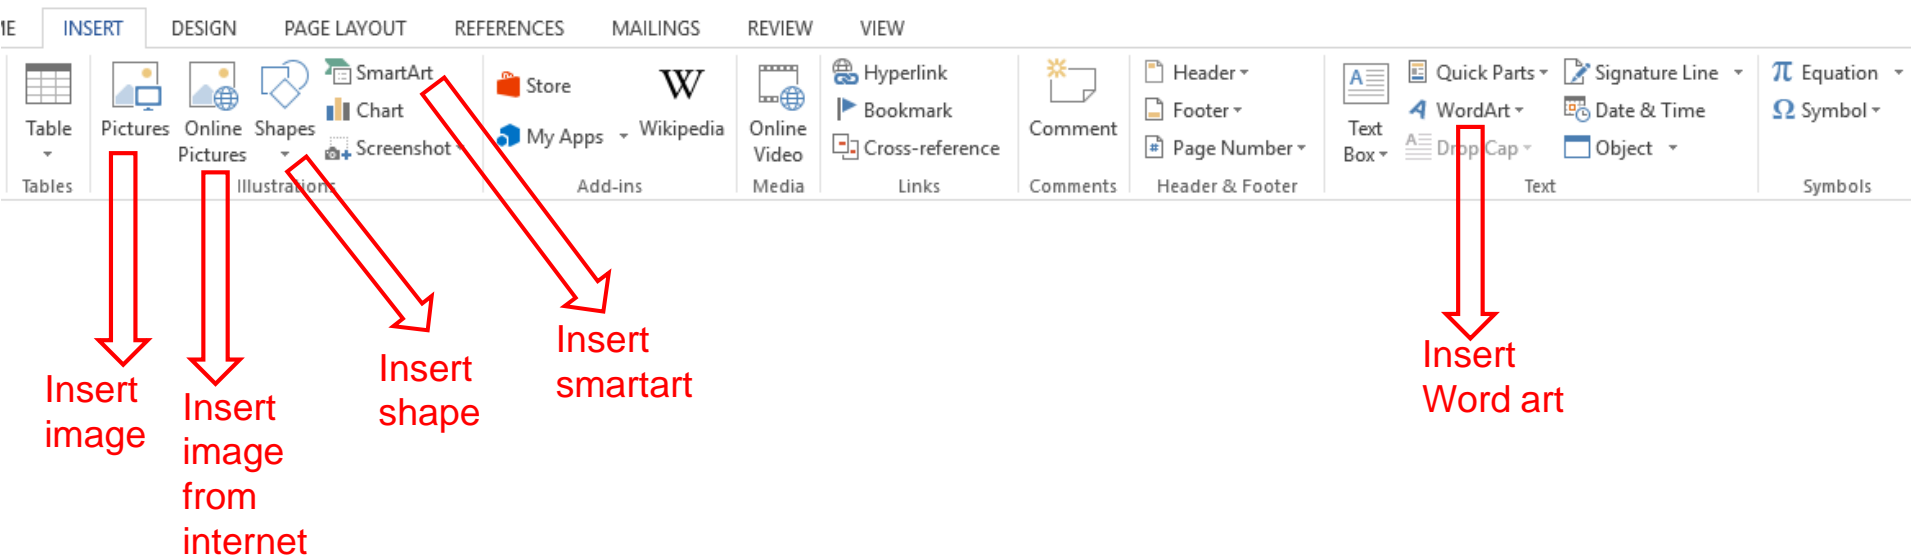 IE INSERT DESIGN PAGE LAYOUT REFERENCES MAILINGS REVIEW VIEW
Table
Tables
Pictures
Online
Pictures
Shapes
SmartArt
Chart
Screenshot
Illustrations
Store
My Apps
W
Wikipedia
Add-ins
Online
Video
Media
Hyperlink
Bookmark
Cross-reference
Links
Comment
Comments
Header
Footer
Page Number
Header & Footer
Text
Box
Quick Parts
WordArt
Drop Cap
Signature Line
Date & Time
Object
Text
π Equation
Ω Symbol
Symbols
Insert
image
Insert
image
from
internet
Insert
shape
Insert
smartart
Insert
Word art